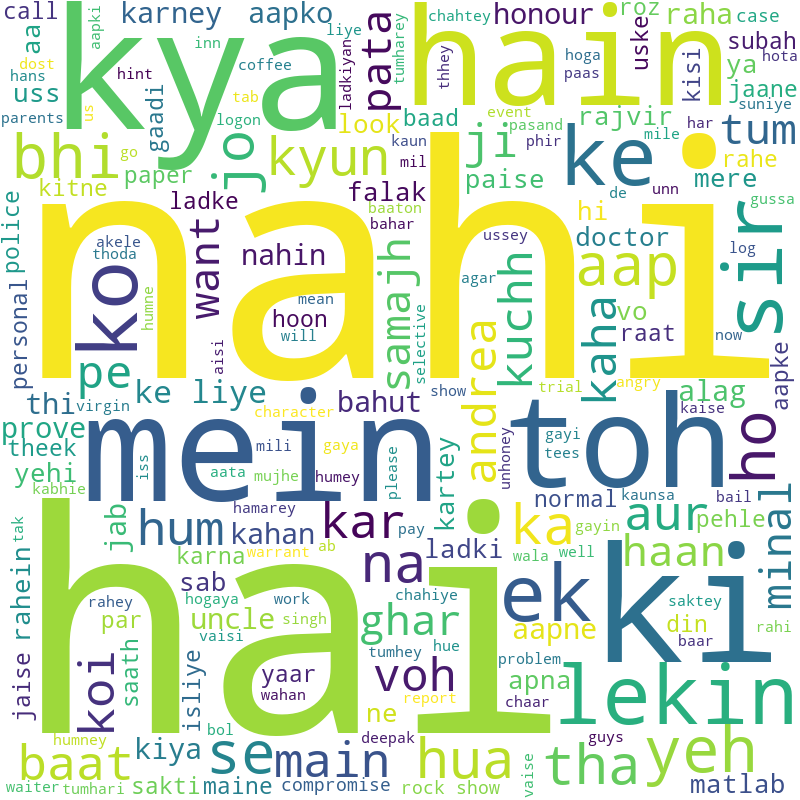 call
karney
aapko
kya
hain
honour
roz
raha
case
aa
aapki
liye
chahtey
tumharey
pata
uske
subah
dost
inn
ladkiyan
thhey
hoga
kisi
ya
hota
hans
hint
coffee
paas
jaane
uss
gaadi
tab
event
rajvir
suniye
parents
us
logon
look
baad
pasand
mile
har
tum
bhi
go
paper
jo
kyun
kaun
ji
phir
ke
rahe
kitne
ladke
mil
falak
paise
de
unn
mere
gussa
police
nahi
baaton
bahar
hi
akele
want
nahin
ussey
doctor
log
sir
thoda
samajh
agar
aap
personal
ko
humne
mean
hoon
kuchh
vo
will
selective
kaha
raat
now
aapke
aisi
andrea
pe
ke liye
show
trial
angry
alag
thi
virgin
bahut
kaise
prove
character
mein
toh
ho
theek
gaya
gayi
yehi
iss
mili
please
unhoney
tees
aata
mujhe
humey
kabhie
hamarey
kartey
normal
kaunsa
bail
tak
jab
hum
kahan
kar
pay
ka
gayin
aur
pehle
minal
hai
karna
warrant
ab
na
ladki
wala
well
haan
rahein
sab
chahiye
ki
rahey
hogaya
work
ek
saktey
par
uncle
singh
ghar
aapne
din
rahi
vaisi
tumhey
hue
problem
baar
jaise
koi
saath
isliye
yaar
voh
apna
lekin
wahan
report
chaar
ne
bol
deepak
guys
humney
baat
kiya
se
main
hua
tha
yeh
waiter
tumhari
sakti
maine
compromise
rock show
vaise
matlab